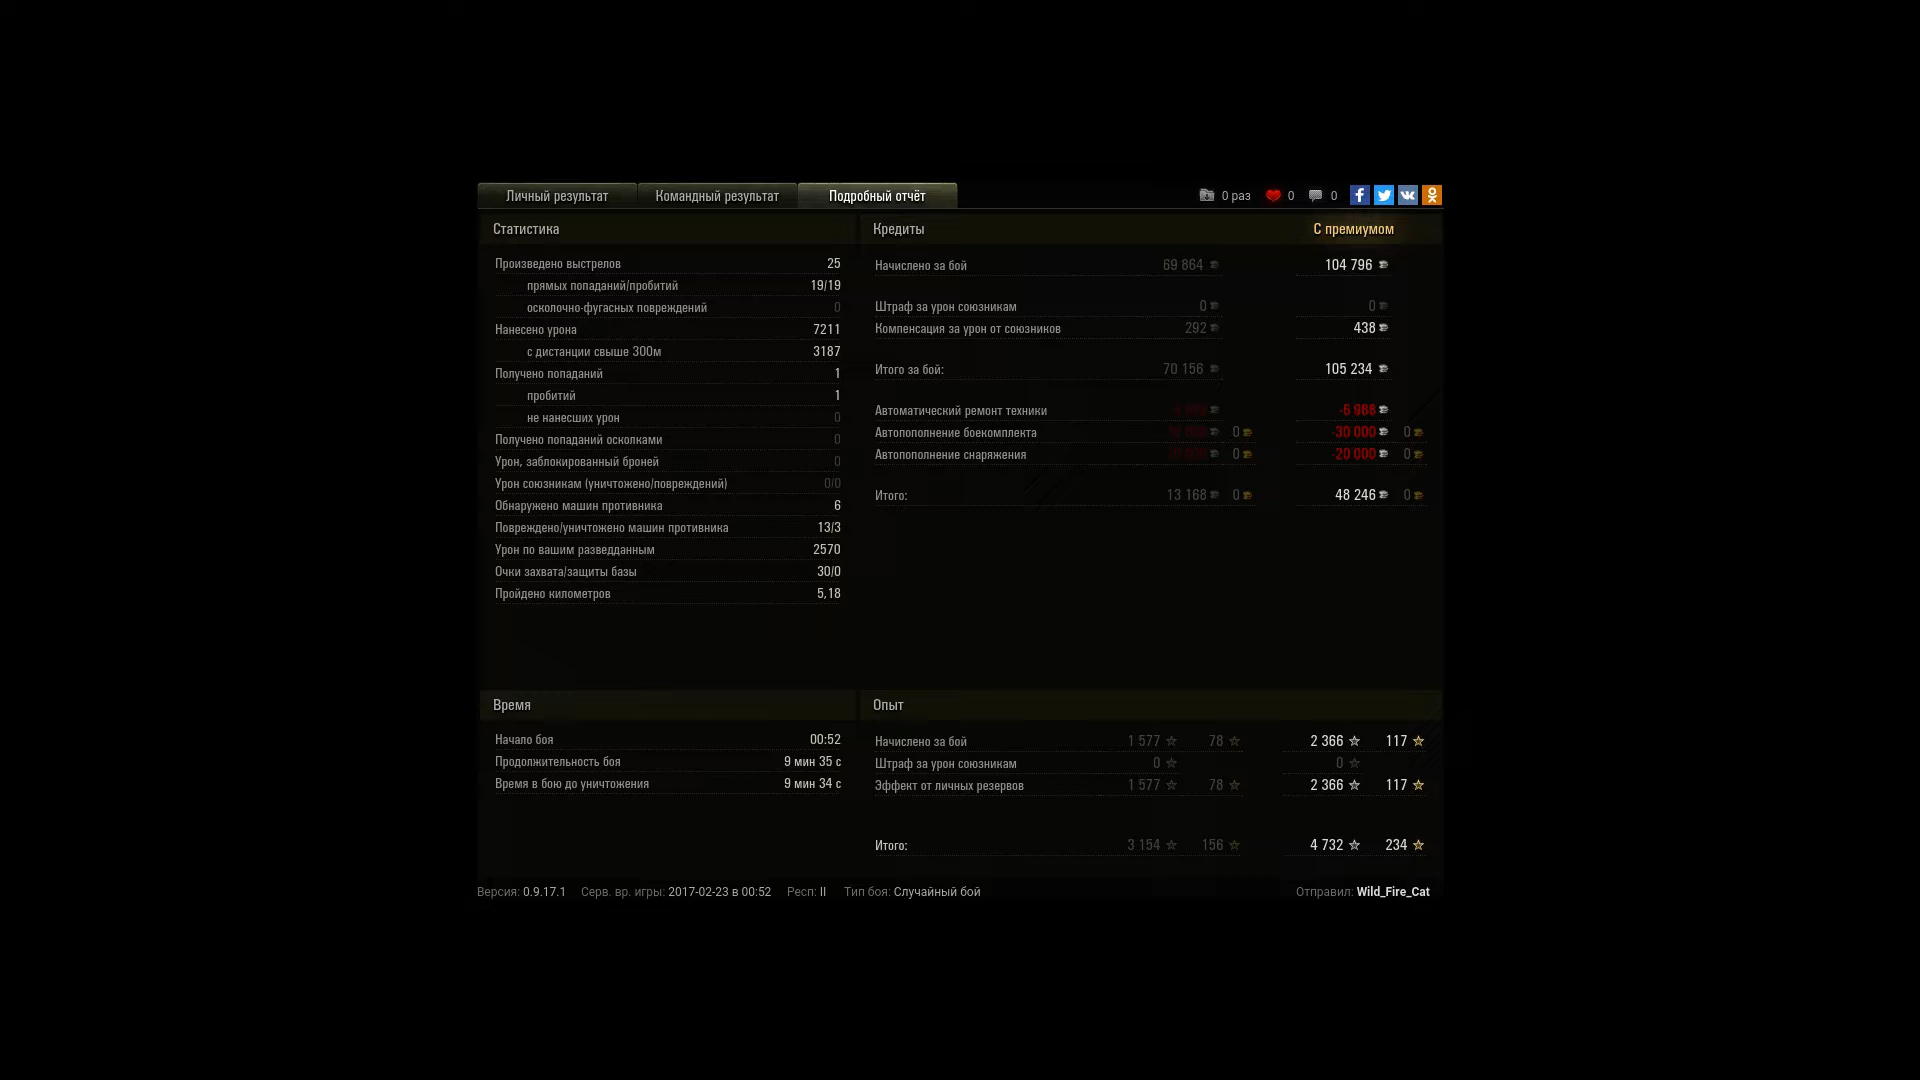 Личный результат Командный результат Подробный отчёт 0 раз 0 0
Статистика
Произведено выстрелов 25
прямых попаданий/пробитий 19/19
осколочно-фугасных повреждений 0
Нанесено урона 7211
с дистанции свыше 300м 3187
Получено попаданий 1
пробитий 1
не нанесших урон 0
Получено попаданий осколками 0
Урон, заблокированный броней 0
Урон союзникам (уничтожено/повреждений) 0/0
Обнаружено машин противника 6
Повреждено/уничтожено машин противника 13/3
Урон по вашим разведданным 2570
Очки захвата/защиты базы 30/0
Пройдено километров 5,18
Кредиты С премиумом
Начислено за бой 69 864 104 796
Штраф за урон союзникам 0 0
Компенсация за урон от союзников 292 438
Итого за бой: 70 156 105 234
Автоматический ремонт техники -6 988
Автопополнение боекомплекта 0 -30 000 0
Автопополнение снаряжения 0 -20 000 0
Итого: 13 168 0 48 246 0
Время
Начало боя 00:52
Продолжительность боя 9 мин 35 с
Время в бою до уничтожения 9 мин 34 с
Опыт
Начислено за бой 1 577 78 2 366 117
Штраф за урон союзникам 0 0
Эффект от личных резервов 1 577 78 2 366 117
Итого: 3 154 156 4 732 234
Версия: 0.9.17.1 Серв. вр. игры: 2017-02-23 в 00:52 Респ: II Тип боя: Случайный бой Отправил: Wild_Fire_Cat